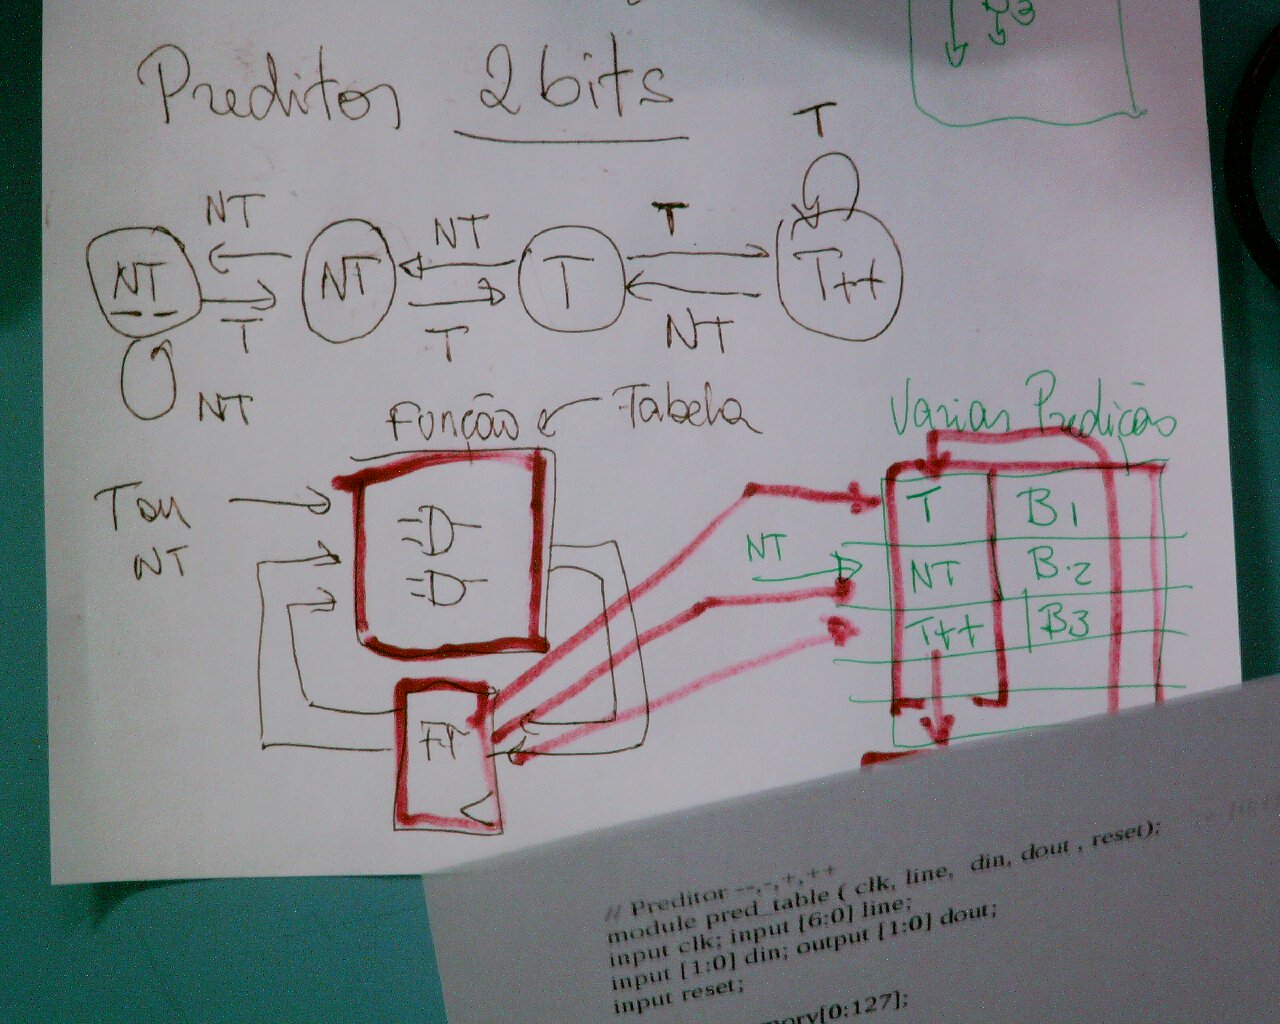 Preditor 2 bits
T
NT NT T
NT NT T T++
T T NT
NT
Função Tabela
Varias Predição
T ou
NT
T B1
NT
NT B2
T++ B3
FF
// Preditor --,-,+,++
module pred_table ( clk, line, din, dout , reset);
input clk; input [6:0] line;
input [1:0] din; output [1:0] dout;
input reset;
mory[0:127];